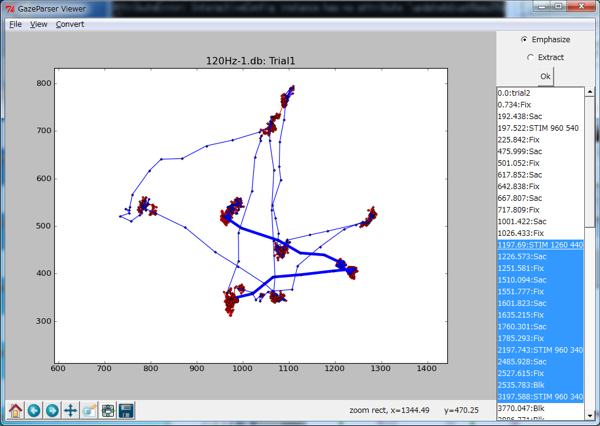 GazeParser Viewer
File View Convert
120Hz-1.db: Trial1
800
700
600
500
400
300
600
700
800
900
1000
1100
1200
1300
1400
zoom rect, x=1344.49 y=470.25
Emphasize
Extract
Ok
0.0:trial2
0.734:Fix
192.438:Sac
197.522:STIM 960 540
225.842:Fix
475.999:Sac
501.052:Fix
617.852:Sac
642.838:Fix
667.807:Sac
717.809:Fix
1001.422:Sac
1026.433:Fix
1197.69:STIM 1260 440
1226.573:Sac
1251.581:Fix
1510.094:Sac
1551.777:Fix
1601.823:Sac
1635.215:Fix
1760.301:Sac
1785.293:Fix
2197.743:STIM 960 340
2485.928:Sac
2527.615:Fix
2535.783:Blk
3197.588:STIM 960 340
3770.047:Blk